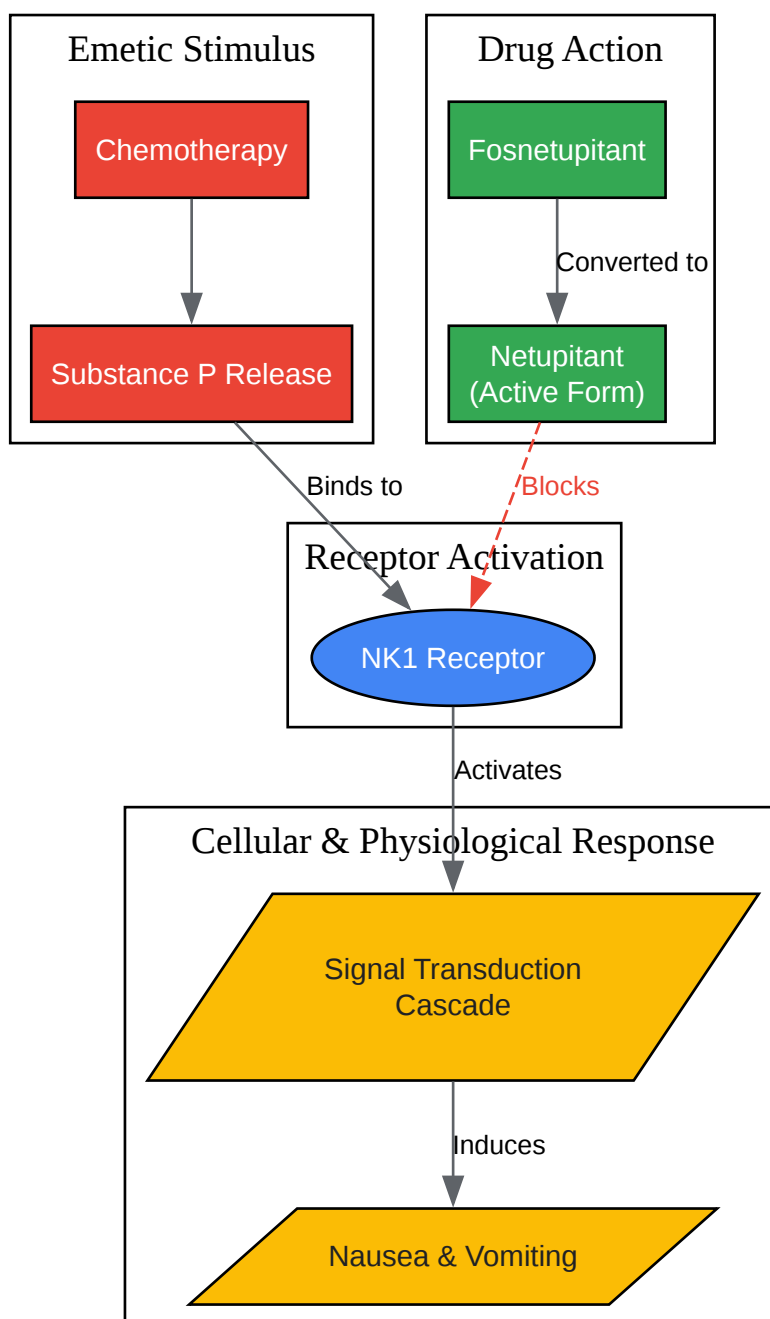 Emetic Stimulus
Chemotherapy
Substance P Release
Drug Action
Fosnetupitant
Converted to
Netupitant
(Active Form)
Binds to
Blocks
Receptor Activation
NK1 Receptor
Activates
Cellular & Physiological Response
Signal Transduction
Cascade
Induces
Nausea & Vomiting